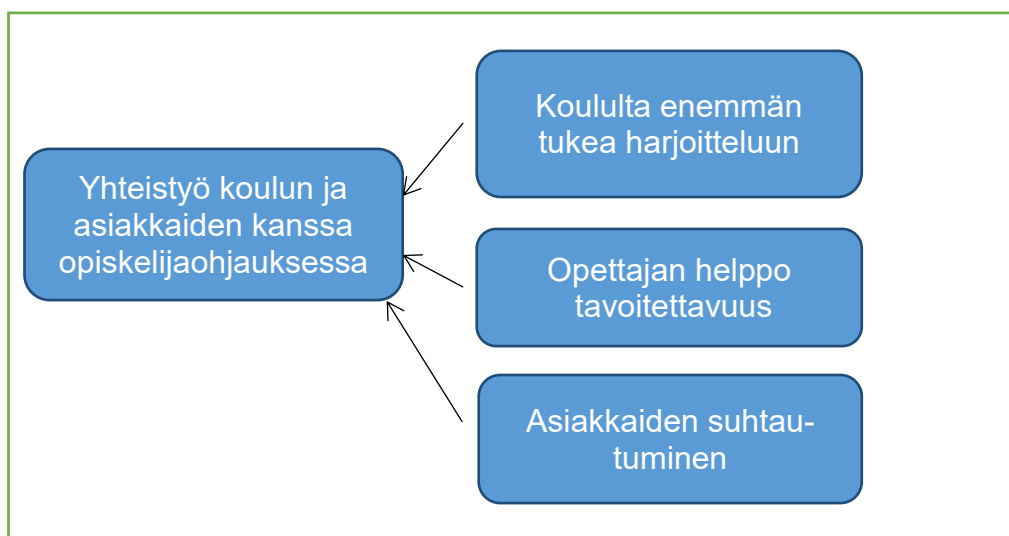 Koululta enemmän
tukea harjoitteluun
Yhteistyö koulun ja
asiakkaiden kanssa
opiskelijaohjauksessa
Opettajan helppo
tavoitettavuus
Asiakkaiden suhtau-
tuminen